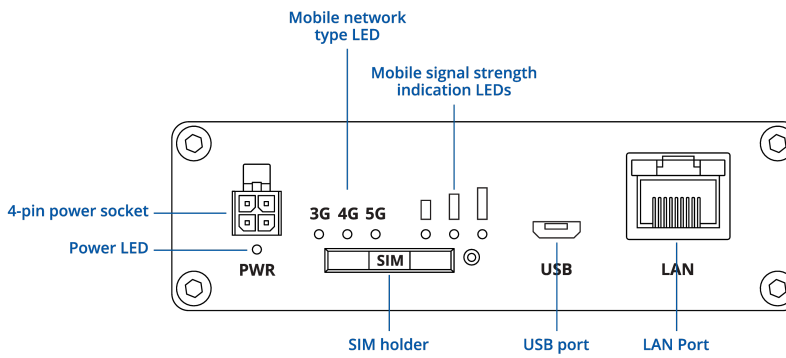 Mobile network
type LED
Mobile signal strength
indication LEDs
4-pin power socket
3G 4G 5G
Power LED
PWR
SIM
USB
LAN
SIM holder
USB port
LAN Port